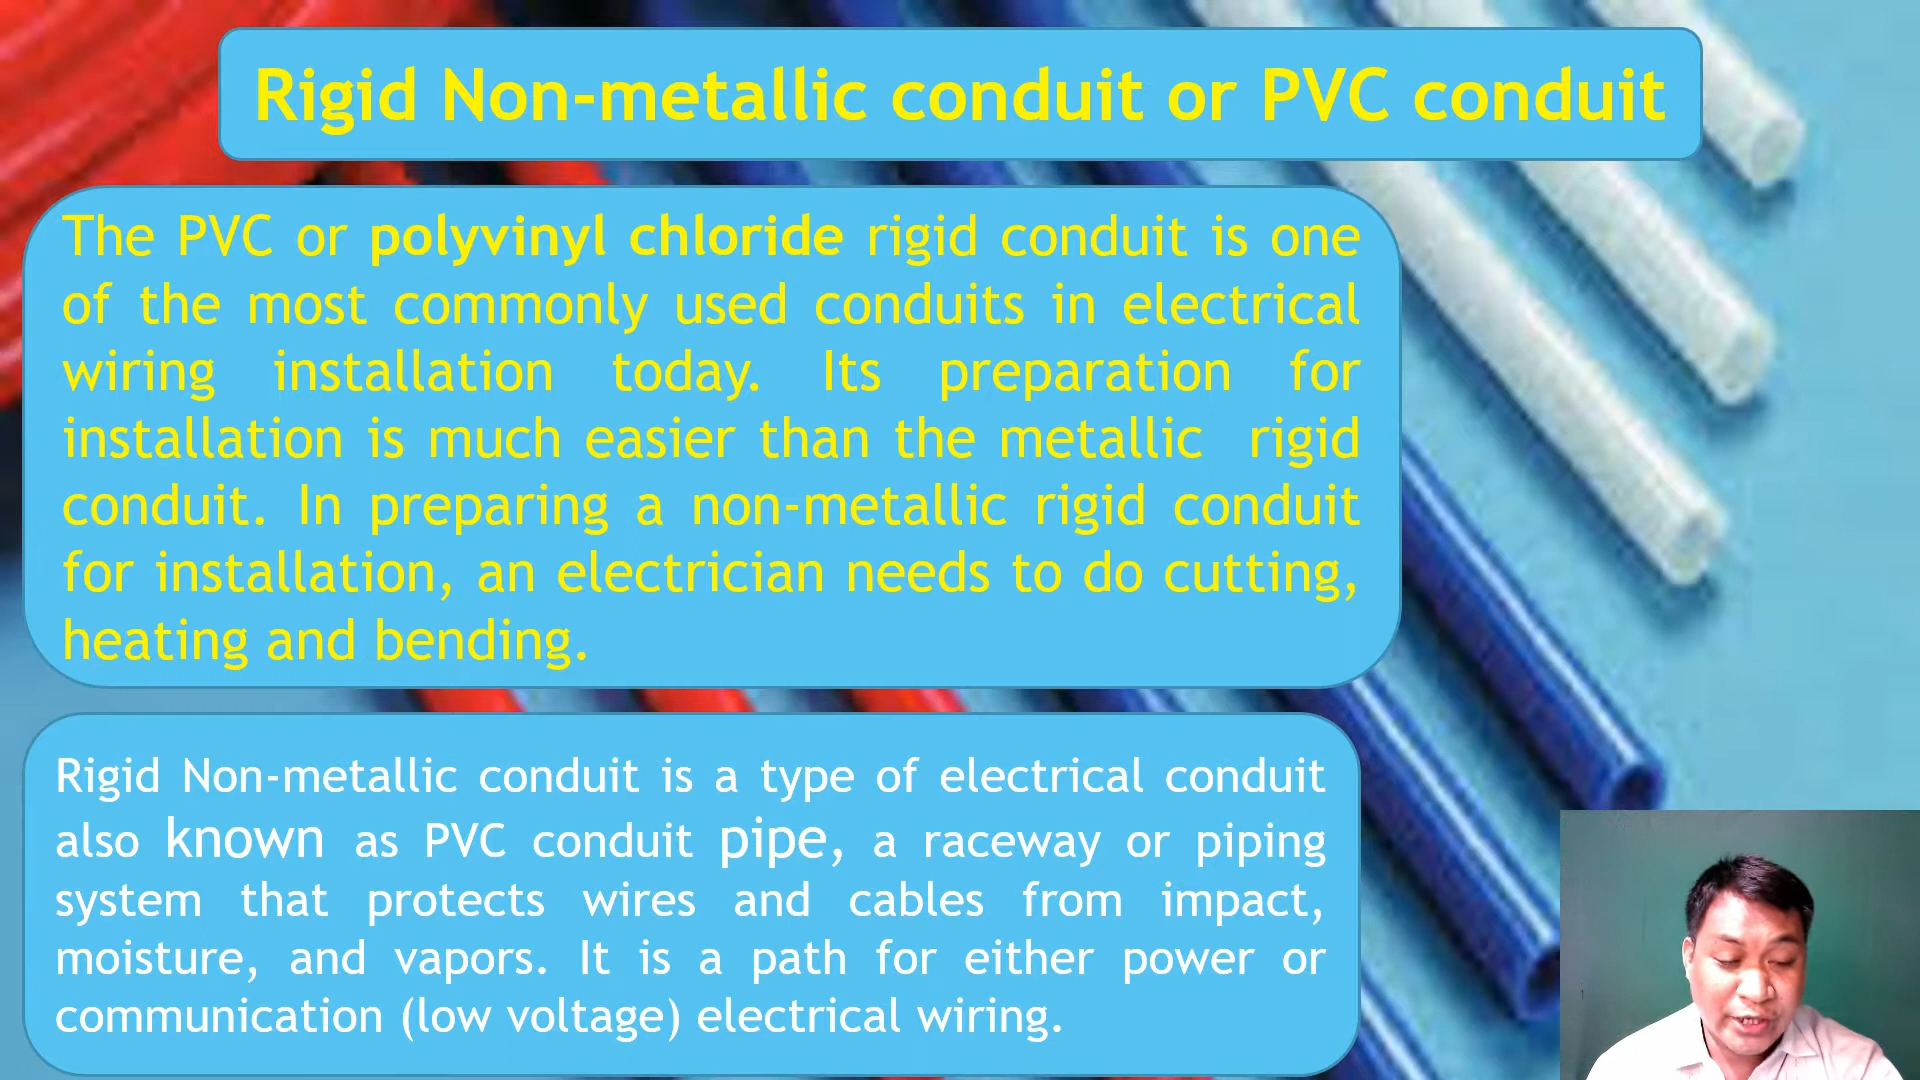 Rigid Non-metallic conduit or PVC conduit
The PVC or polyvinyl chloride rigid conduit is one
of the most commonly used conduits in electrical
wiring installation today. Its preparation for
installation is much easier than the metallic rigid
conduit. In preparing a non-metallic rigid conduit
for installation, an electrician needs to do cutting,
heating and bending.
Rigid Non-metallic conduit is a type of electrical conduit
also known as PVC conduit pipe, a raceway or piping
system that protects wires and cables from impact,
moisture, and vapors. It is a path for either power or
communication (low voltage) electrical wiring.